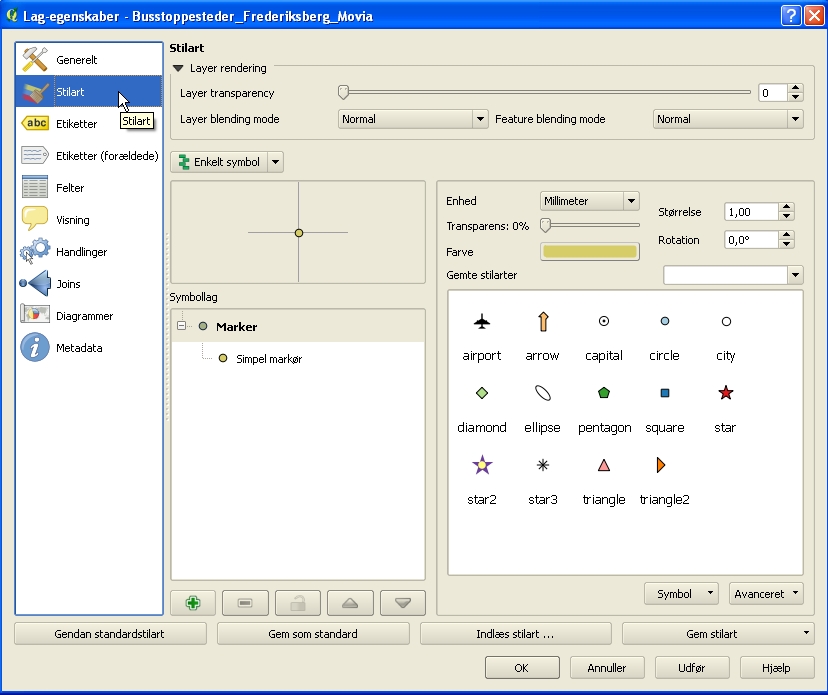 Lag-egenskaber - Busstoppesteder_Frederiksberg_Movia
Generelt
Stilart
Stilart
abc Etiketter
Etiketter (forældede)
Felter
Visning
Handlinger
Joins
Diagrammer
Metadata
Stilart
Layer rendering
Layer transparency
0
Layer blending mode
Normal
Feature blending mode
Normal
Enkelt symbol
Symbollag
Marker
Simpel markør
Enhed
Millimeter
Størrelse
1,00
Transparens: 0%
Rotation
0,0°
Farve
Gemte stilarter
airport arrow capital circle city
diamond ellipse pentagon square star
star2 star3 triangle triangle2
Symbol
Avanceret
Gendan standardstilart
Gem som standard
Indlæs stilart ...
Gem stilart
OK
Annuller
Udfør
Hjælp